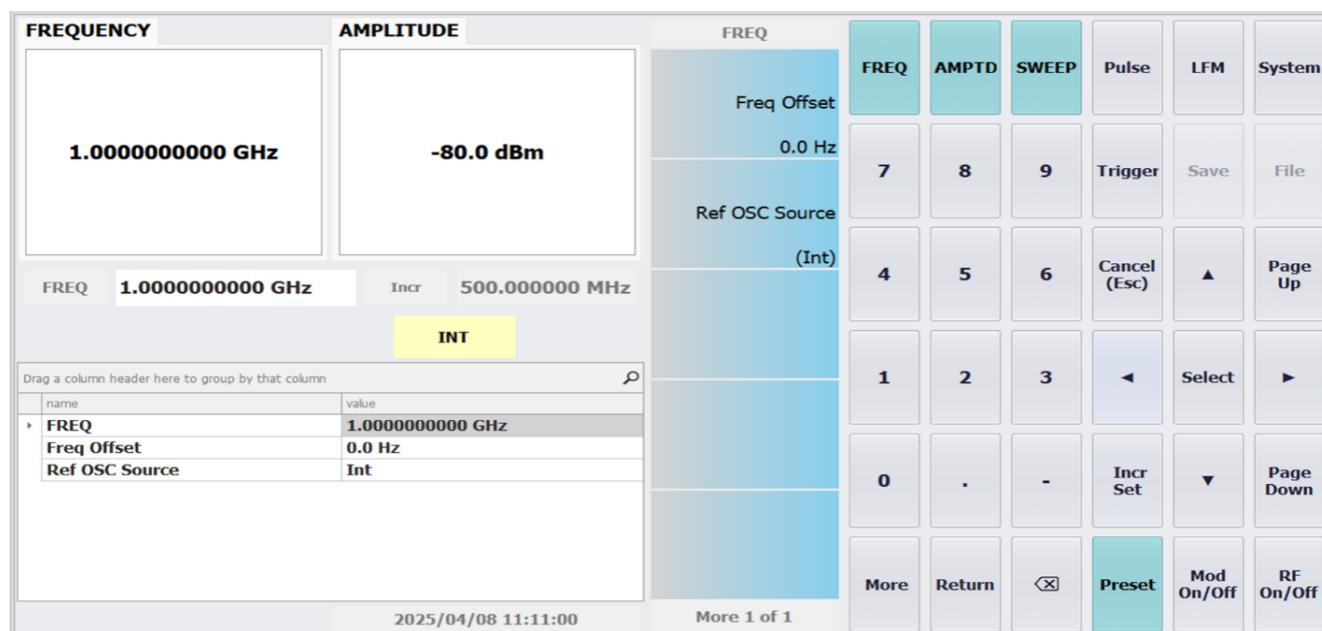 FREQUENCY
1.0000000000 GHz
AMPLITUDE
-80.0 dBm
FREQ 1.0000000000 GHz Incr 500.000000 MHz
INT
Drag a column header here to group by that column
name value
FREQ 1.0000000000 GHz
Freq Offset 0.0 Hz
Ref OSC Source Int
2025/04/08 11:11:00
FREQ
Freq Offset
0.0 Hz
Ref OSC Source
(Int)
More 1 of 1
FREQ AMPTD SWEEP Pulse LFM System
7 8 9 Trigger Save File
4 5 6 Cancel (Esc) ▲ Page Up
1 2 3 ◄ Select ►
0 . - Incr Set ▼ Page Down
More Return ⌫ Preset Mod On/Off RF On/Off